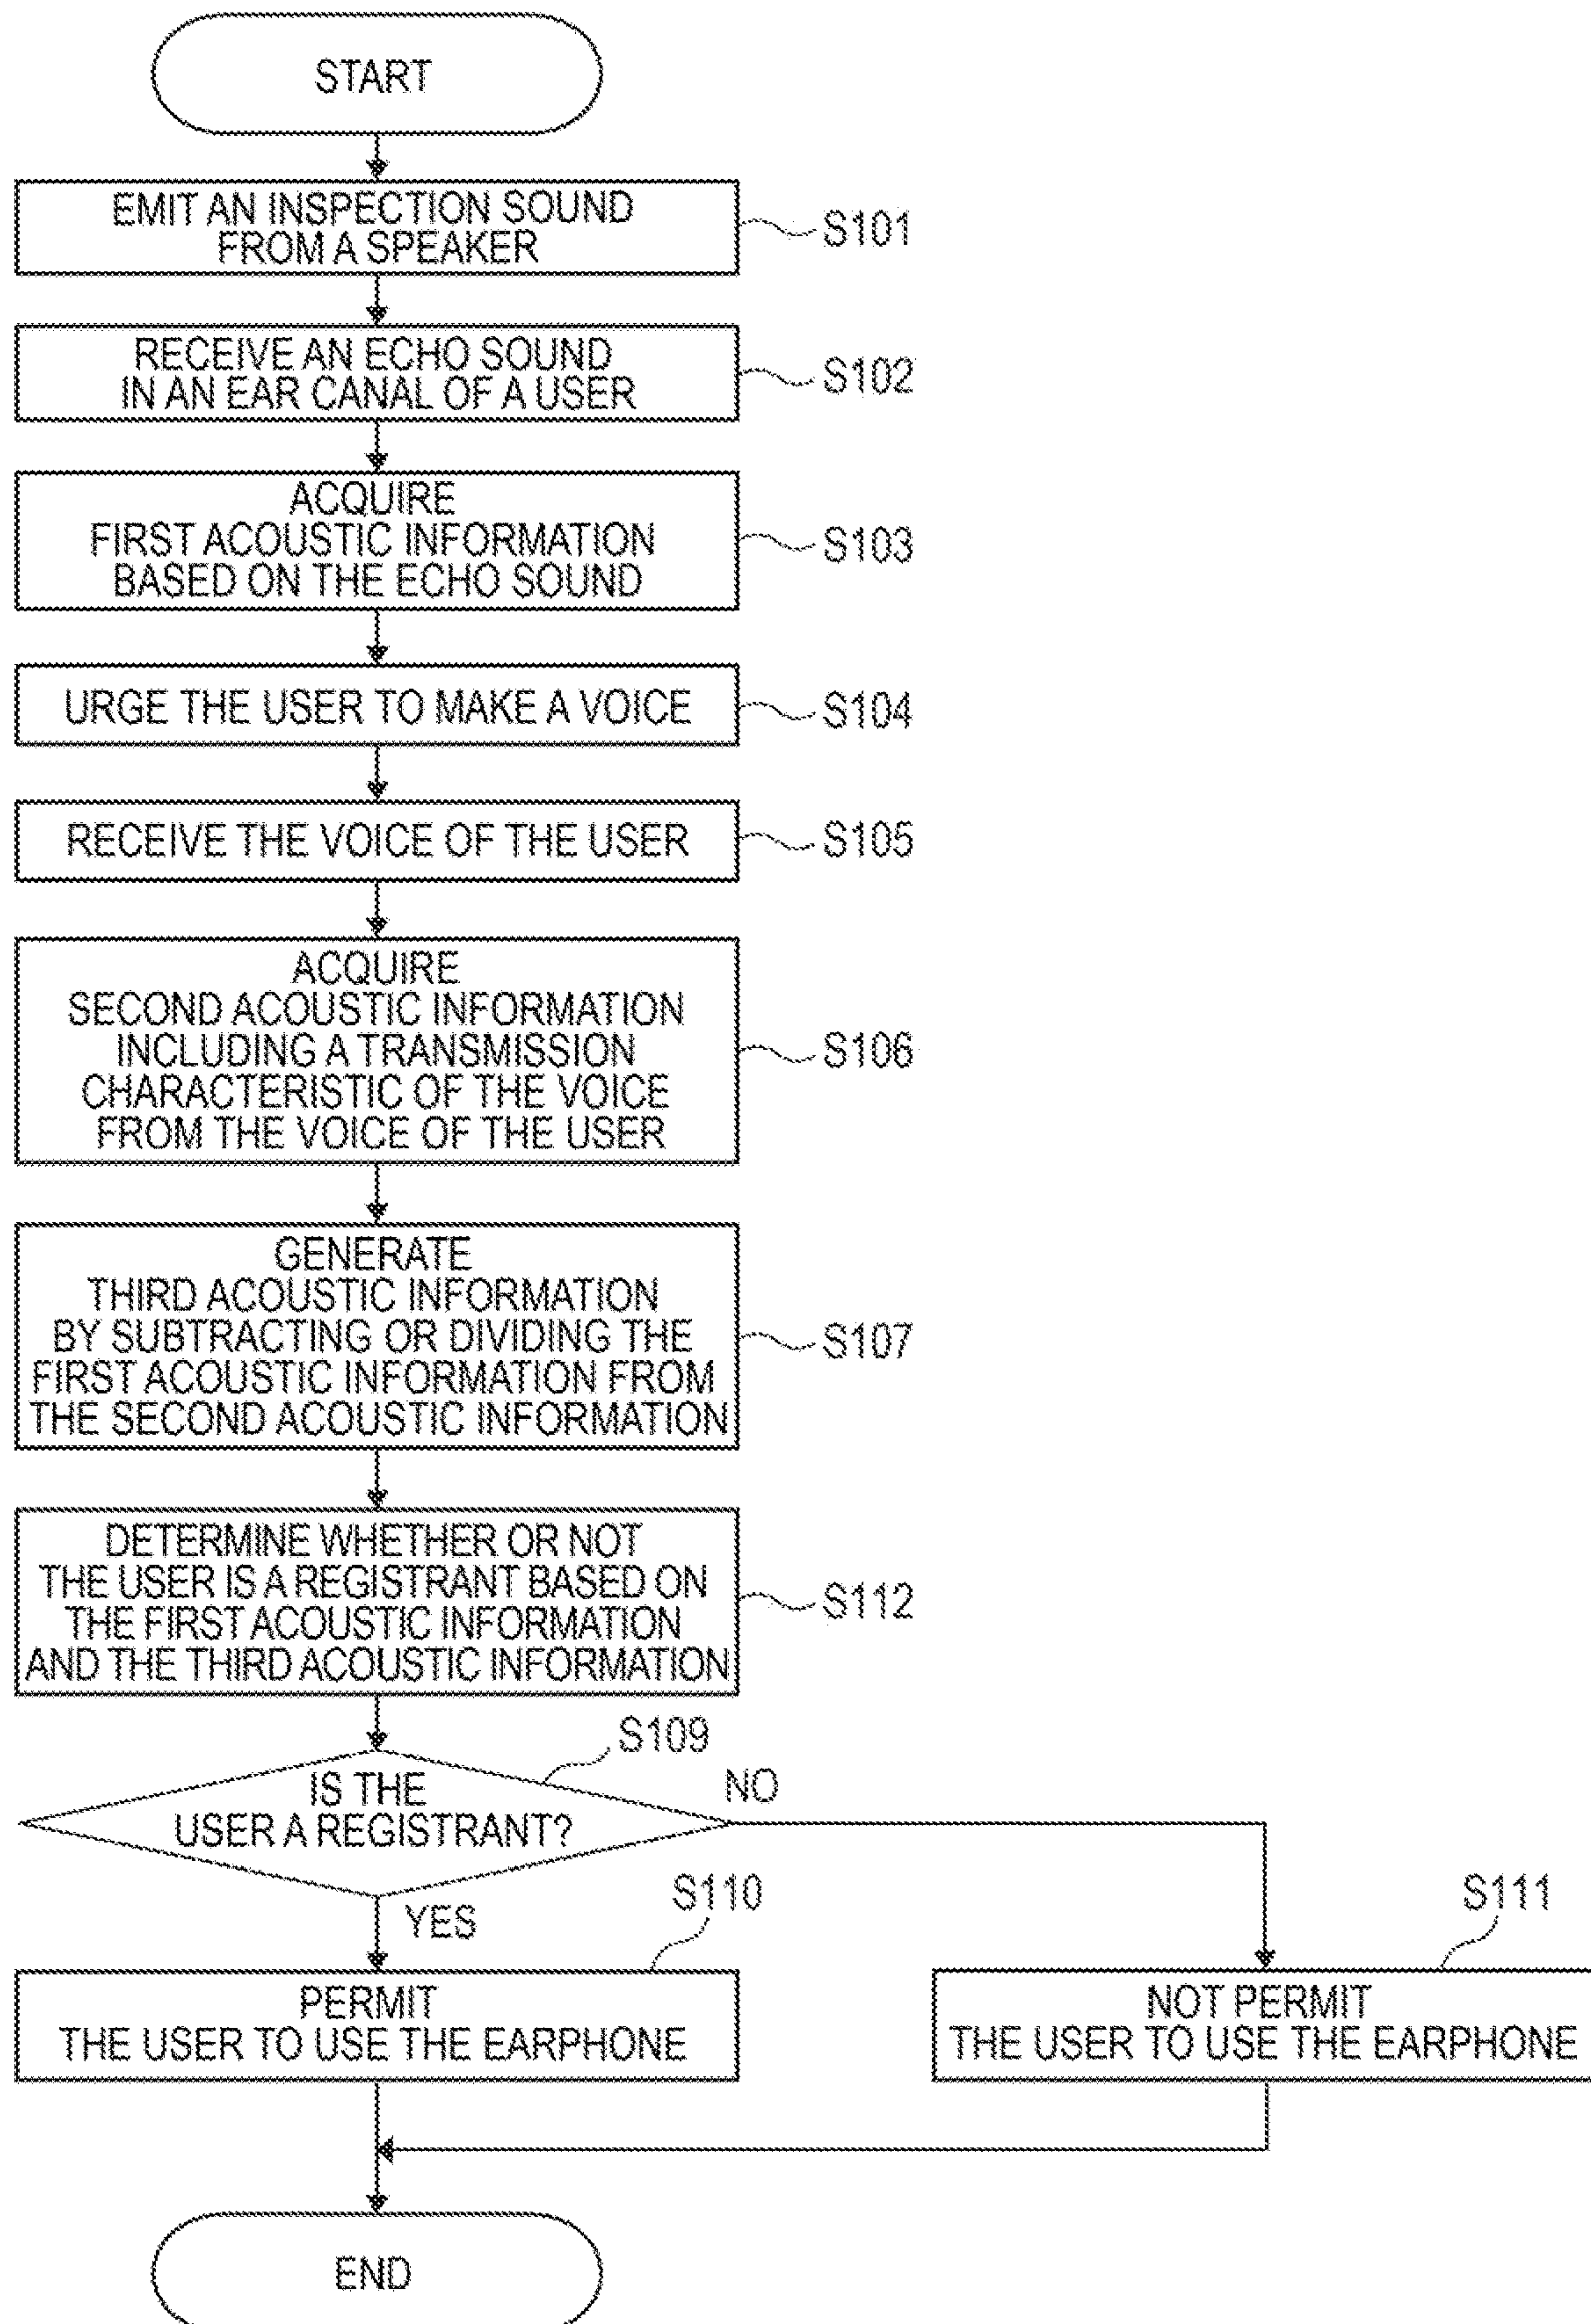 START
EMIT AN INSPECTION SOUND
FROM A SPEAKER
S101
RECEIVE AN ECHO SOUND
IN AN EAR CANAL OF A USER
S102
ACQUIRE
FIRST ACOUSTIC INFORMATION
BASED ON THE ECHO SOUND
S103
URGE THE USER TO MAKE A VOICE
S104
RECEIVE THE VOICE OF THE USER
S105
ACQUIRE
SECOND ACOUSTIC INFORMATION
INCLUDING A TRANSMISSION
CHARACTERISTIC OF THE VOICE
FROM THE VOICE OF THE USER
S106
GENERATE
THIRD ACOUSTIC INFORMATION
BY SUBTRACTING OR DIVIDING THE
FIRST ACOUSTIC INFORMATION FROM
THE SECOND ACOUSTIC INFORMATION
S107
DETERMINE WHETHER OR NOT
THE USER IS A REGISTRANT BASED ON
THE FIRST ACOUSTIC INFORMATION
AND THE THIRD ACOUSTIC INFORMATION
S112
S109
IS THE
USER A REGISTRANT?
NO
YES
S110
PERMIT
THE USER TO USE THE EARPHONE
S111
NOT PERMIT
THE USER TO USE THE EARPHONE
END